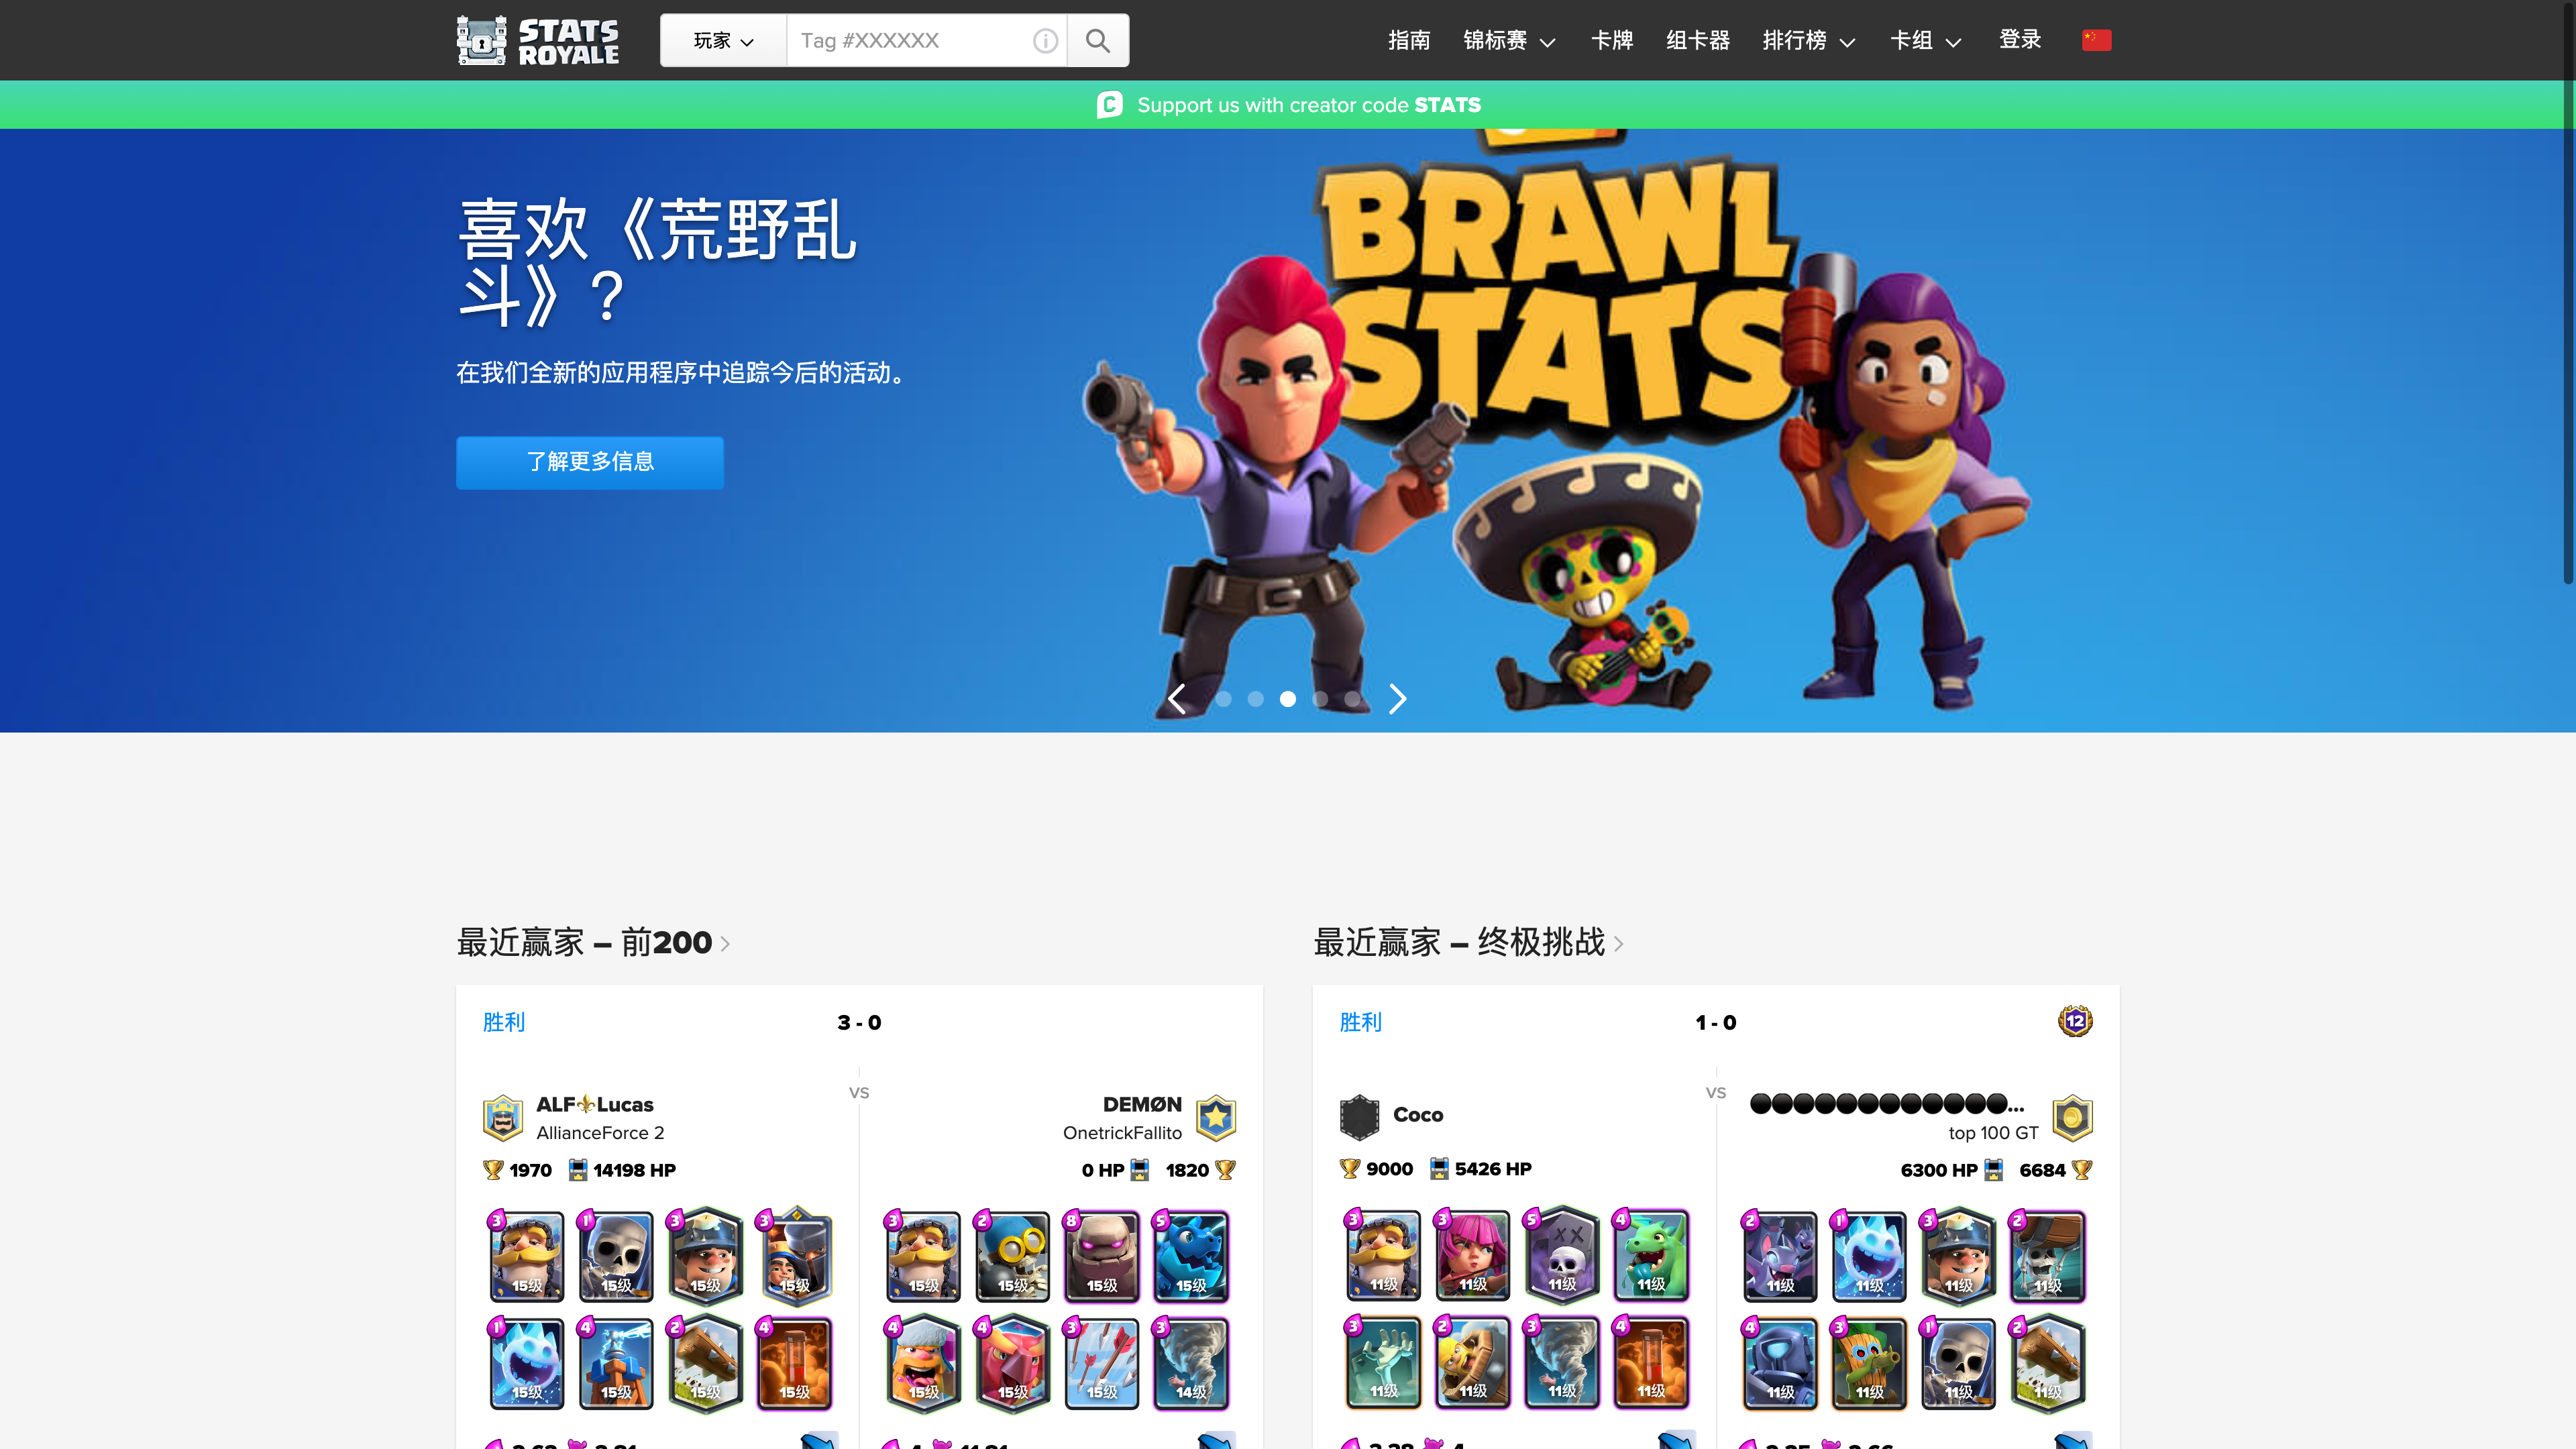 STATS
ROYALE
玩家
Tag #XXXXXX
指南
锦标赛
卡牌
组卡器
排行榜
卡组
登录
Support us with creator code STATS
喜欢《荒野乱
斗》?
在我们全新的应用程序中追踪今后的活动。
了解更多信息
BRAWL
STATS
最近赢家 – 前200
胜利
3 - 0
VS
ALF⚜Lucas
AllianceForce 2
1970 14198 HP
DEMØN
OnetrickFallito
0 HP 1820
3 1 3 3
15级 15级 15级 15级
1 4 2 4
15级 15级 15级 15级
3 2 8 5
15级 15级 15级 15级
4 4 3 3
15级 15级 15级 14级
最近赢家 – 终极挑战
胜利
1 - 0
12
VS
Coco
9000 5426 HP
⚫⚫⚫⚫⚫⚫⚫⚫⚫⚫⚫⚫...
top 100 GT
6300 HP 6684
3 3 5 4
11级 11级 11级 11级
3 2 3 4
11级 11级 11级 11级
2 1 3 2
11级 11级 11级 11级
4 3 1 2
11级 11级 11级 11级